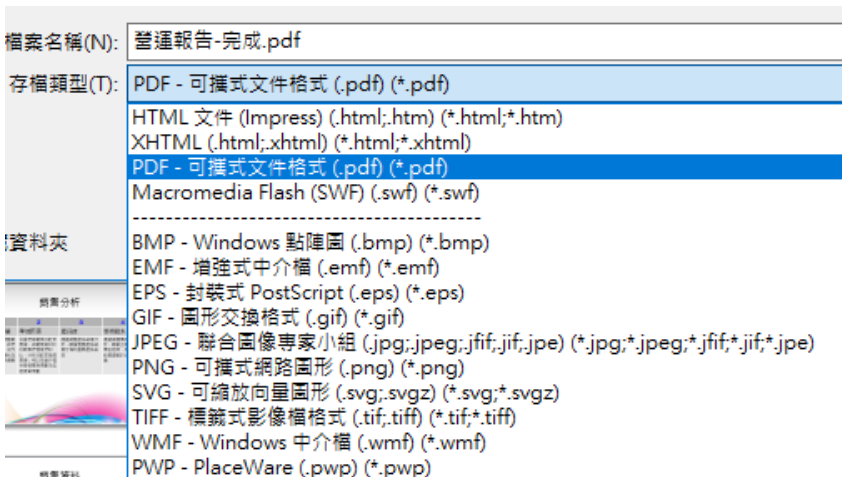 檔案名稱(N): 營運報告-完成.pdf
存檔類型(T): PDF - 可攜式文件格式 (.pdf) (*.pdf)
HTML 文件 (Impress) (.html;.htm) (*.html;*.htm)
XHTML (.html;.xhtml) (*.html;*.xhtml)
PDF - 可攜式文件格式 (.pdf) (*.pdf)
Macromedia Flash (SWF) (.swf) (*.swf)
------------------------------------------
資料夾
BMP - Windows 點陣圖 (.bmp) (*.bmp)
EMF - 增強式中介檔 (.emf) (*.emf)
EPS - 封裝式 PostScript (.eps) (*.eps)
銷售分析
GIF - 圖形交換格式 (.gif) (*.gif)
JPEG - 聯合圖像專家小組 (.jpg;.jpeg;.jfif;.jif;.jpe) (*.jpg;*.jpeg;*.jfif;*.jif;*.jpe)
PNG - 可攜式網路圖形 (.png) (*.png)
SVG - 可縮放向量圖形 (.svg;.svgz) (*.svg;*.svgz)
TIFF - 標籤式影像檔格式 (.tif;.tiff) (*.tif;*.tiff)
WMF - Windows 中介檔 (.wmf) (*.wmf)
PWP - PlaceWare (.pwp) (*.pwp)